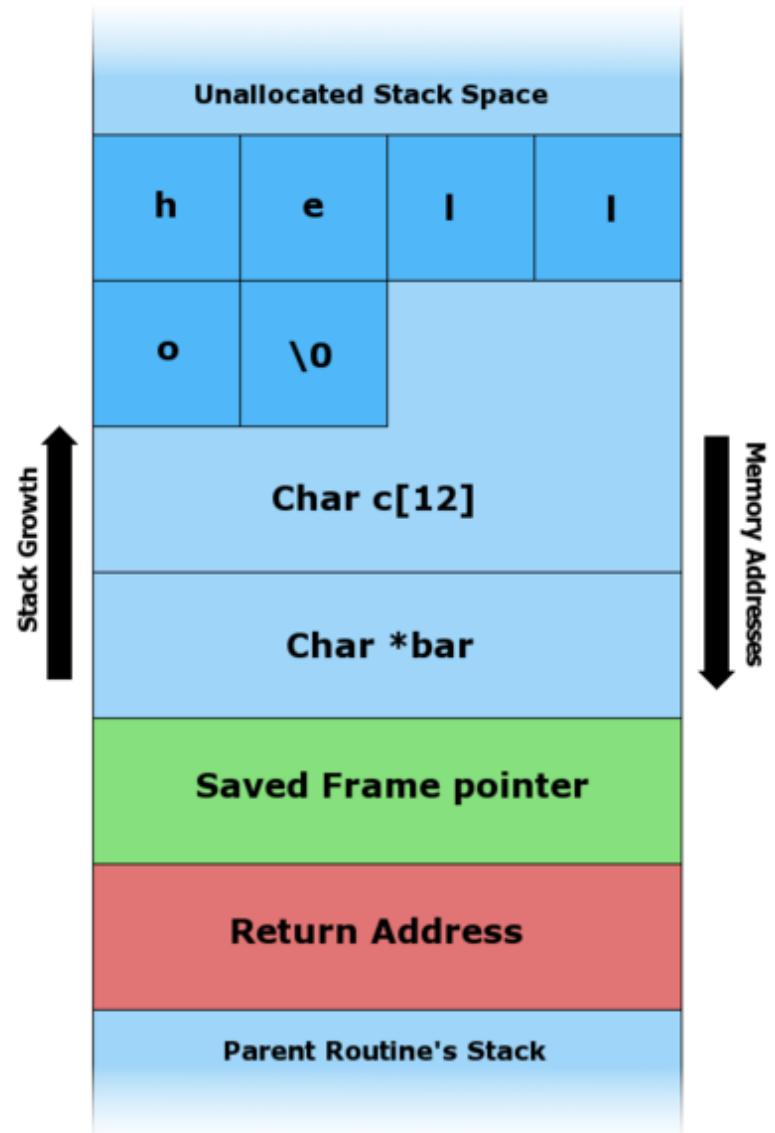 Unallocated Stack Space
h e l l
o \0
Char c[12]
Stack Growth
Memory Addresses
Char *bar
Saved Frame pointer
Return Address
Parent Routine's Stack